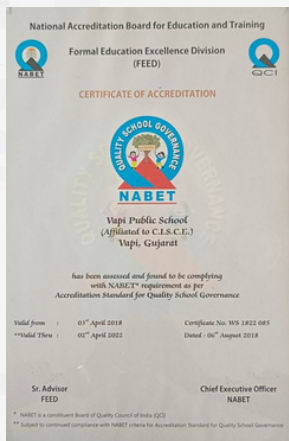 National Accreditation Board for Education and Training
Formal Education Excellence Division
(FEED)
NABET
QCI
CERTIFICATE OF ACCREDITATION
QUALITY SCHOOL GOVERNANCE
NABET
Vapi Public School
(Affiliated to C.I.S.C.E.)
Vapi, Gujarat
has been assessed and found to be complying
with NABET* requirement as per
Accreditation Standard for Quality School Governance
Valid from : 03rd April 2018 Certificate No. WS 1822 085
**Valid Thru : 02nd April 2022 Dated : 06th August 2018
Sr. Advisor Chief Executive Officer
FEED NABET
* NABET is a constituent Board of Quality Council of India (QCI)
** Subject to continued compliance with NABET criteria for Accreditation Standard for Quality School Governance